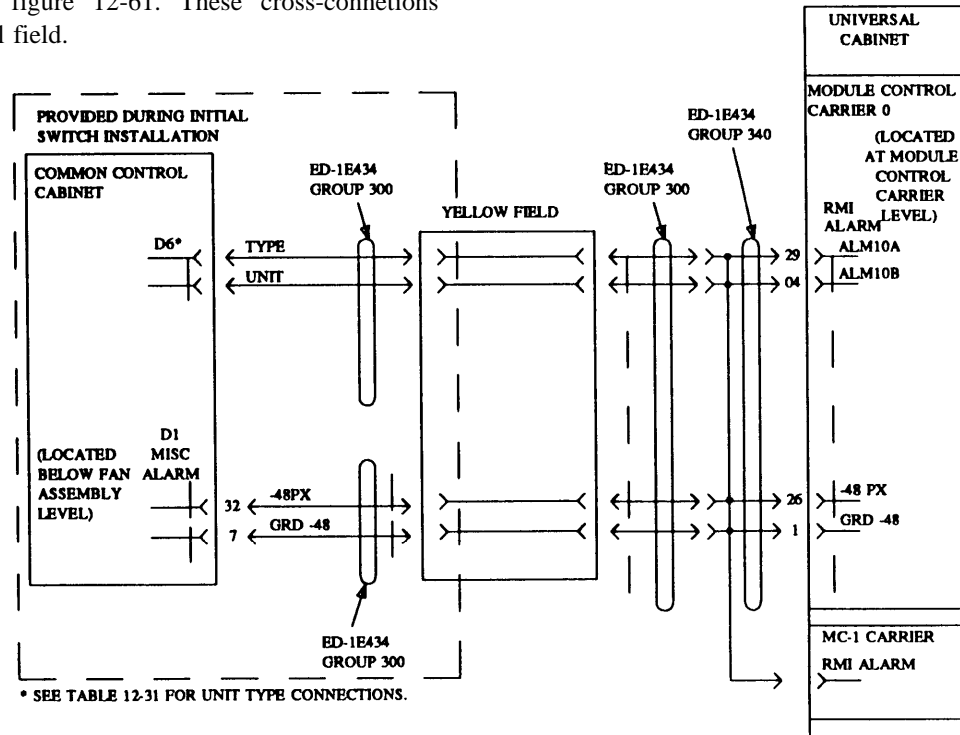 figure 12-61. These cross-connetions
l field.
UNIVERSAL
CABINET
PROVIDED DURING INITIAL
SWITCH INSTALLATION
COMMON CONTROL
CABINET
ED-1E434
GROUP 300
D6*
TYPE
UNIT
YELLOW FIELD
ED-1E434
GROUP 300
ED-1E434
GROUP 340
MODULE CONTROL
CARRIER 0
(LOCATED
AT MODULE
CONTROL
CARRIER
LEVEL)
RMI
ALARM
29
ALM10A
04
ALM10B
(LOCATED
BELOW FAN
ASSEMBLY
LEVEL)
D1
MISC
ALARM
32
-48PX
7
GRD -48
26
-48 PX
1
GRD -48
ED-1E434
GROUP 300
MC-1 CARRIER
RMI ALARM
* SEE TABLE 12-31 FOR UNIT TYPE CONNECTIONS.